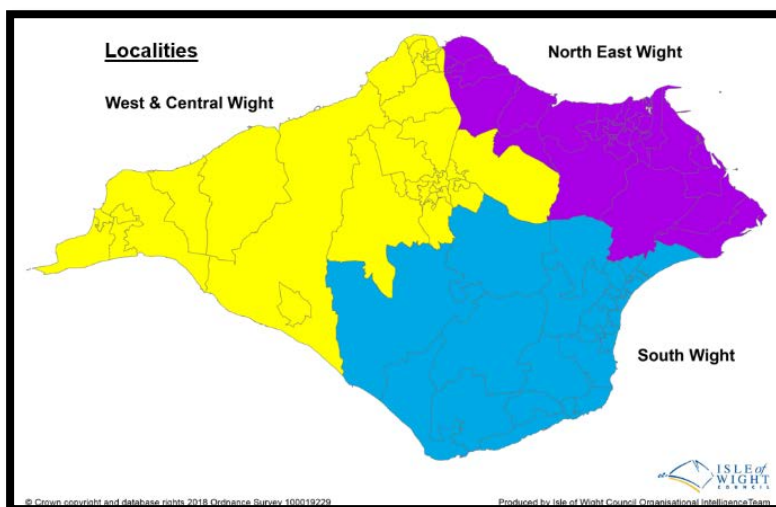 Localities
North East Wight
West & Central Wight
South Wight
ISLE of
WIGHT
COUNCIL
© Crown copyright and database rights 2018 Ordnance Survey 100019229
Produced by Isle of Wight Council Organisational Intelligence Team